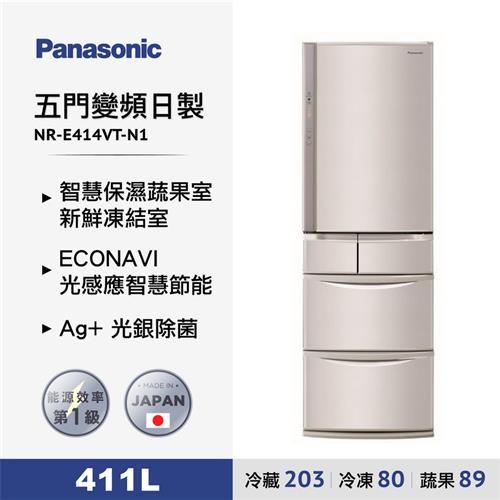 Panasonic
五門變頻日製
NR-E414VT-N1
智慧保濕蔬果室
新鮮凍結室
ECONAVI
光感應智慧節能
Ag+ 光銀除菌
能源效率
第1級
MADE IN
JAPAN
Panasonic
411L
冷藏 203 | 冷凍 80 | 蔬果 89